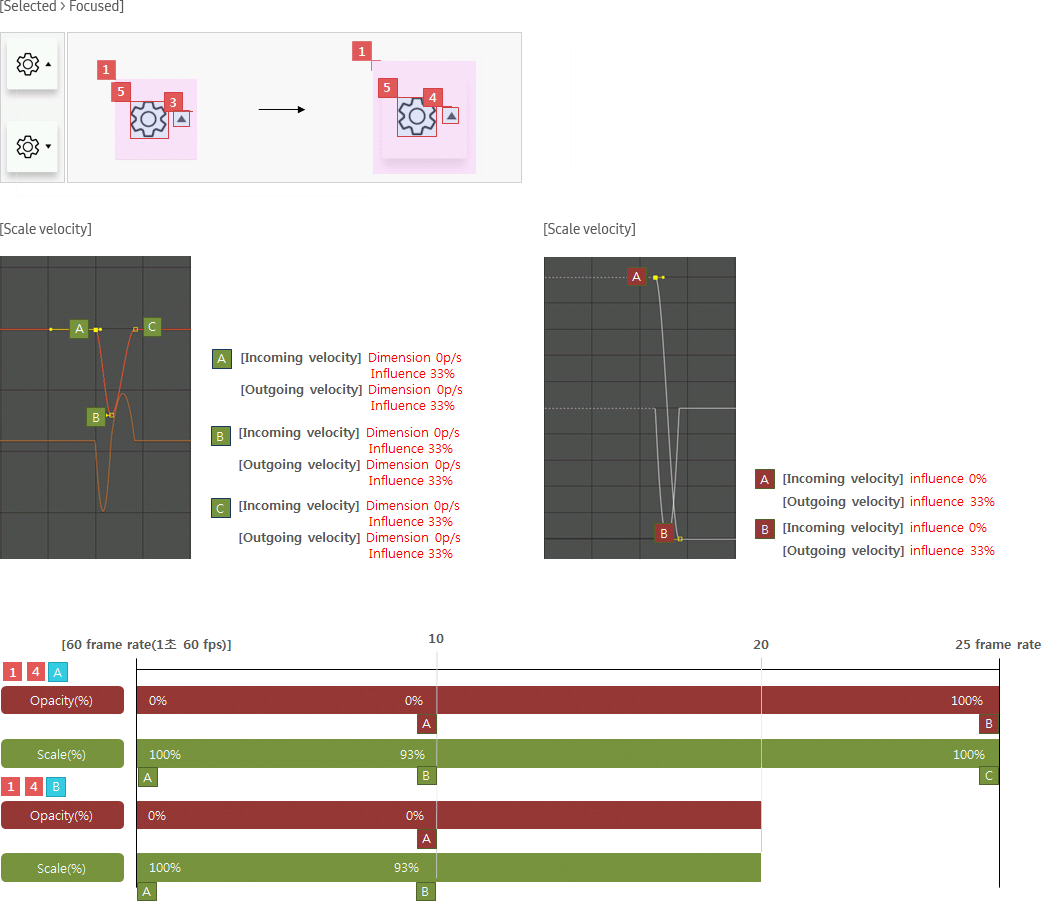 [Selected > Focused]
1
1
5
3
5
4
[Scale velocity]
[Scale velocity]
A
C
B
A
B
A [Incoming velocity] Dimension 0p/s
Influence 33%
[Outgoing velocity] Dimension 0p/s
Influence 33%
B [Incoming velocity] Dimension 0p/s
Influence 33%
[Outgoing velocity] Dimension 0p/s
Influence 33%
C [Incoming velocity] Dimension 0p/s
Influence 33%
[Outgoing velocity] Dimension 0p/s
Influence 33%
A [Incoming velocity] influence 0%
[Outgoing velocity] influence 33%
B [Incoming velocity] influence 0%
[Outgoing velocity] influence 33%
[60 frame rate(1초 60 fps)] 10 20 25 frame rate
1 4 A
Opacity(%) 0% 0% 100%
A B
Scale(%) 100% 93% 100%
A B C
1 4 B
Opacity(%) 0% 0%
A
Scale(%) 100% 93%
A B